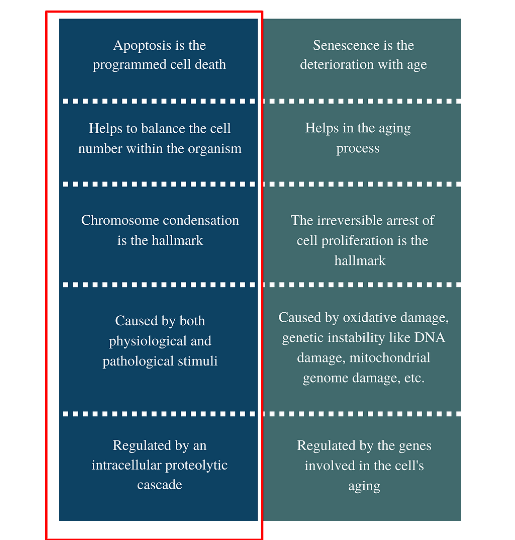 Apoptosis is the
programmed cell death
Senescence is the
deterioration with age
Helps to balance the cell
number within the organism
Helps in the aging
process
Chromosome condensation
is the hallmark
The irreversible arrest of
cell proliferation is the
hallmark
Caused by both
physiological and
pathological stimuli
Caused by oxidative damage,
genetic instability like DNA
damage, mitochondrial
genome damage, etc.
Regulated by an
intracellular proteolytic
cascade
Regulated by the genes
involved in the cell's
aging